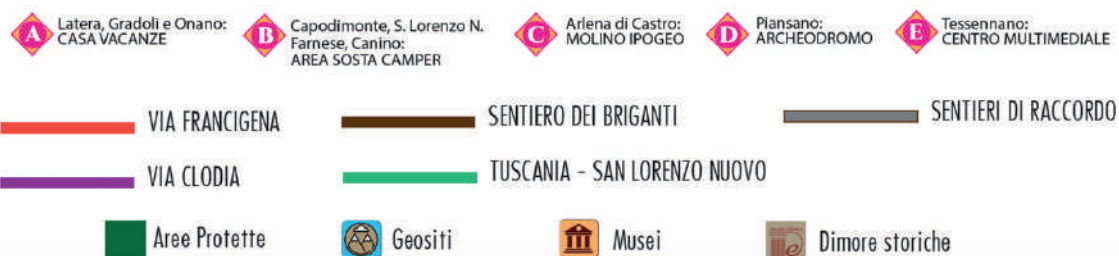 A Latera, Gradoli e Onano:
CASA VACANZE
B Capodimonte, S. Lorenzo N.
Farnese, Canino:
AREA SOSTA CAMPER
C Arlena di Castro:
MOLINO IPOGEO
D Piansano:
ARCHEODROMO
E Tessennano:
CENTRO MULTIMEDIALE
VIA FRANCIGENA
SENTIERO DEI BRIGANTI
SENTIERI DI RACCORDO
VIA CLODIA
TUSCANIA - SAN LORENZO NUOVO
Aree Protette
Geositi
Musei
Dimore storiche